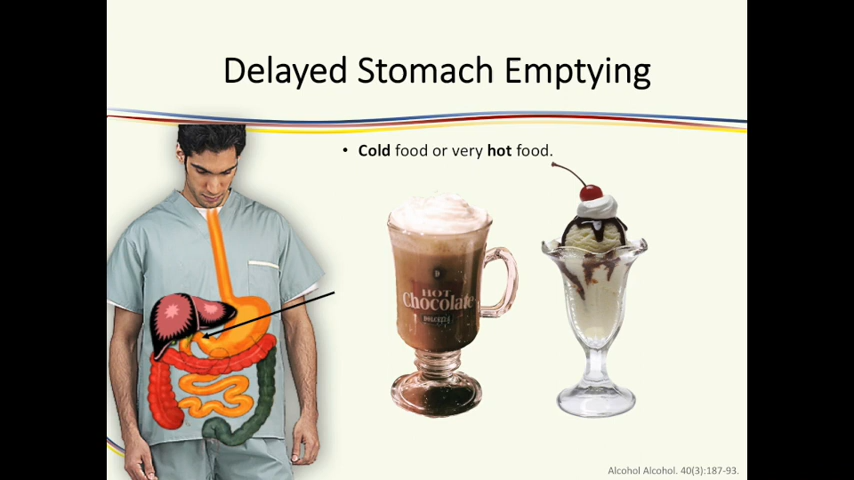 Delayed Stomach Emptying
• Cold food or very hot food.
HOT
Chocolate
Alcohol Alcohol. 40(3):187-93.